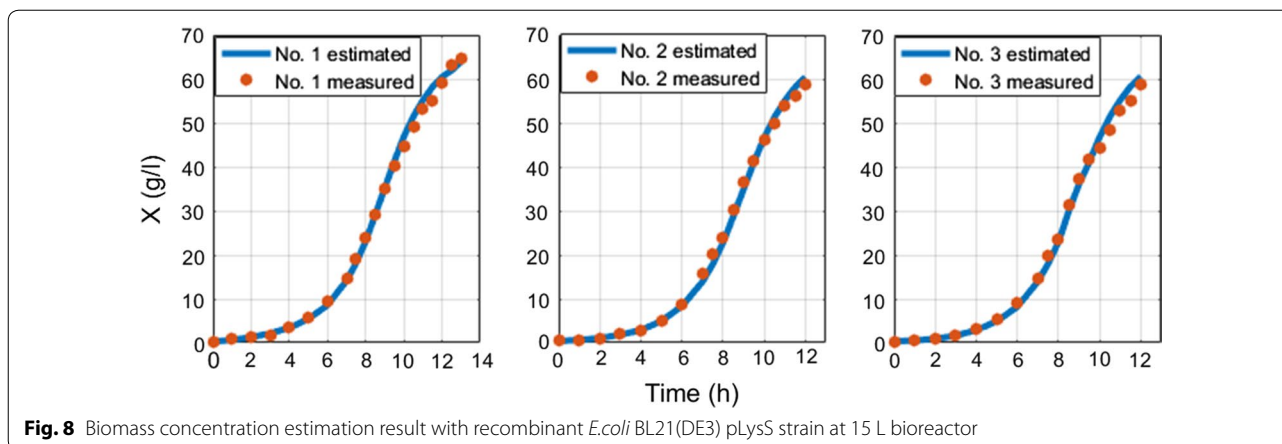 No. 1 estimated
No. 1 measured
X (g/l)
70
60
50
40
30
20
10
0
0 2 4 6 8 10 12 14
No. 2 estimated
No. 2 measured
70
60
50
40
30
20
10
0
0 2 4 6 8 10 12
No. 3 estimated
No. 3 measured
70
60
50
40
30
20
10
0
0 2 4 6 8 10 12
Time (h)
Fig. 8 Biomass concentration estimation result with recombinant E.coli BL21(DE3) pLysS strain at 15 L bioreactor